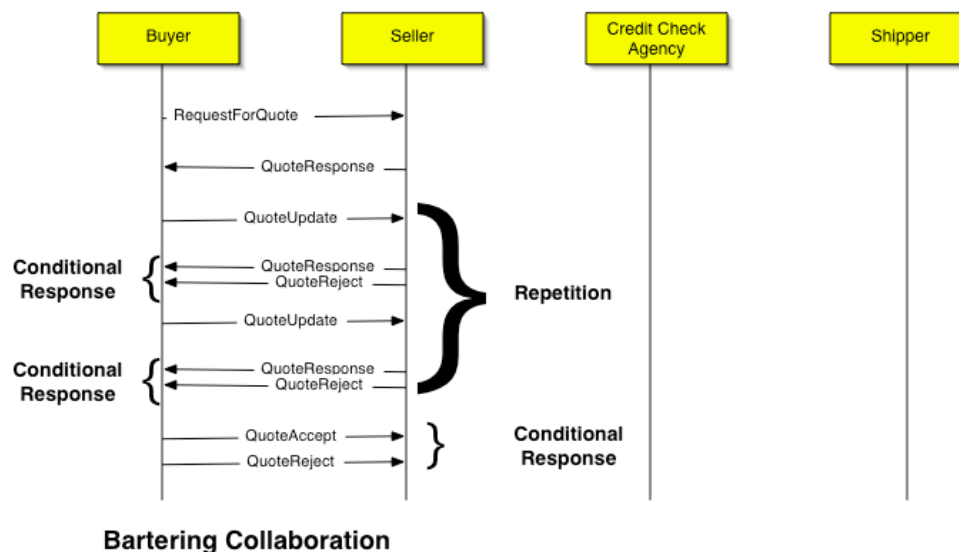 Buyer
Seller
Credit Check
Agency
Shipper
RequestForQuote
QuoteResponse
QuoteUpdate
Conditional
Response
QuoteResponse
QuoteReject
Repetition
QuoteUpdate
Conditional
Response
QuoteResponse
QuoteReject
QuoteAccept
QuoteReject
Conditional
Response
Bartering Collaboration